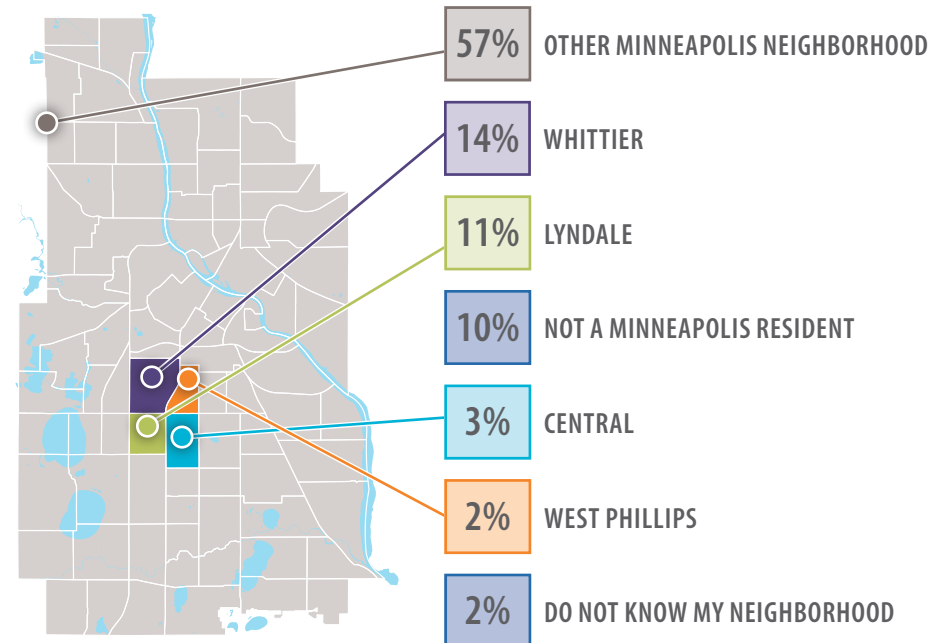 57% OTHER MINNEAPOLIS NEIGHBORHOOD
14% WHITTIER
11% LYNDALE
10% NOT A MINNEAPOLIS RESIDENT
3% CENTRAL
2% WEST PHILLIPS
2% DO NOT KNOW MY NEIGHBORHOOD